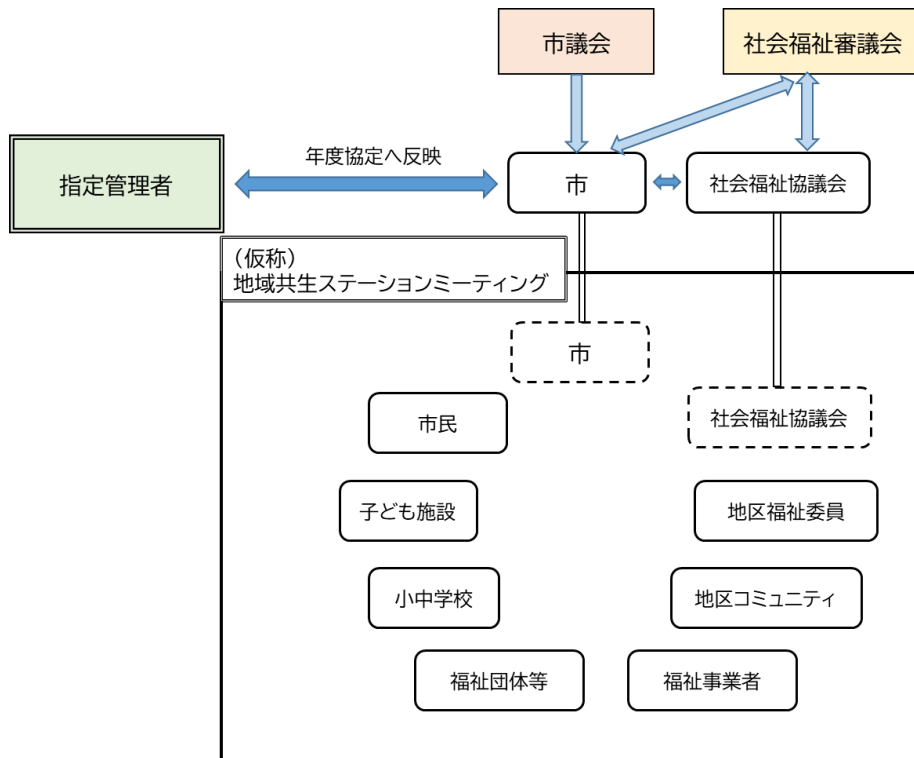 市議会
社会福祉審議会
指定管理者
年度協定へ反映
市
社会福祉協議会
（仮称）
地域共生ステーションミーティング
市
市民
社会福祉協議会
子ども施設
地区福祉委員
小中学校
地区コミュニティ
福祉団体等
福祉事業者